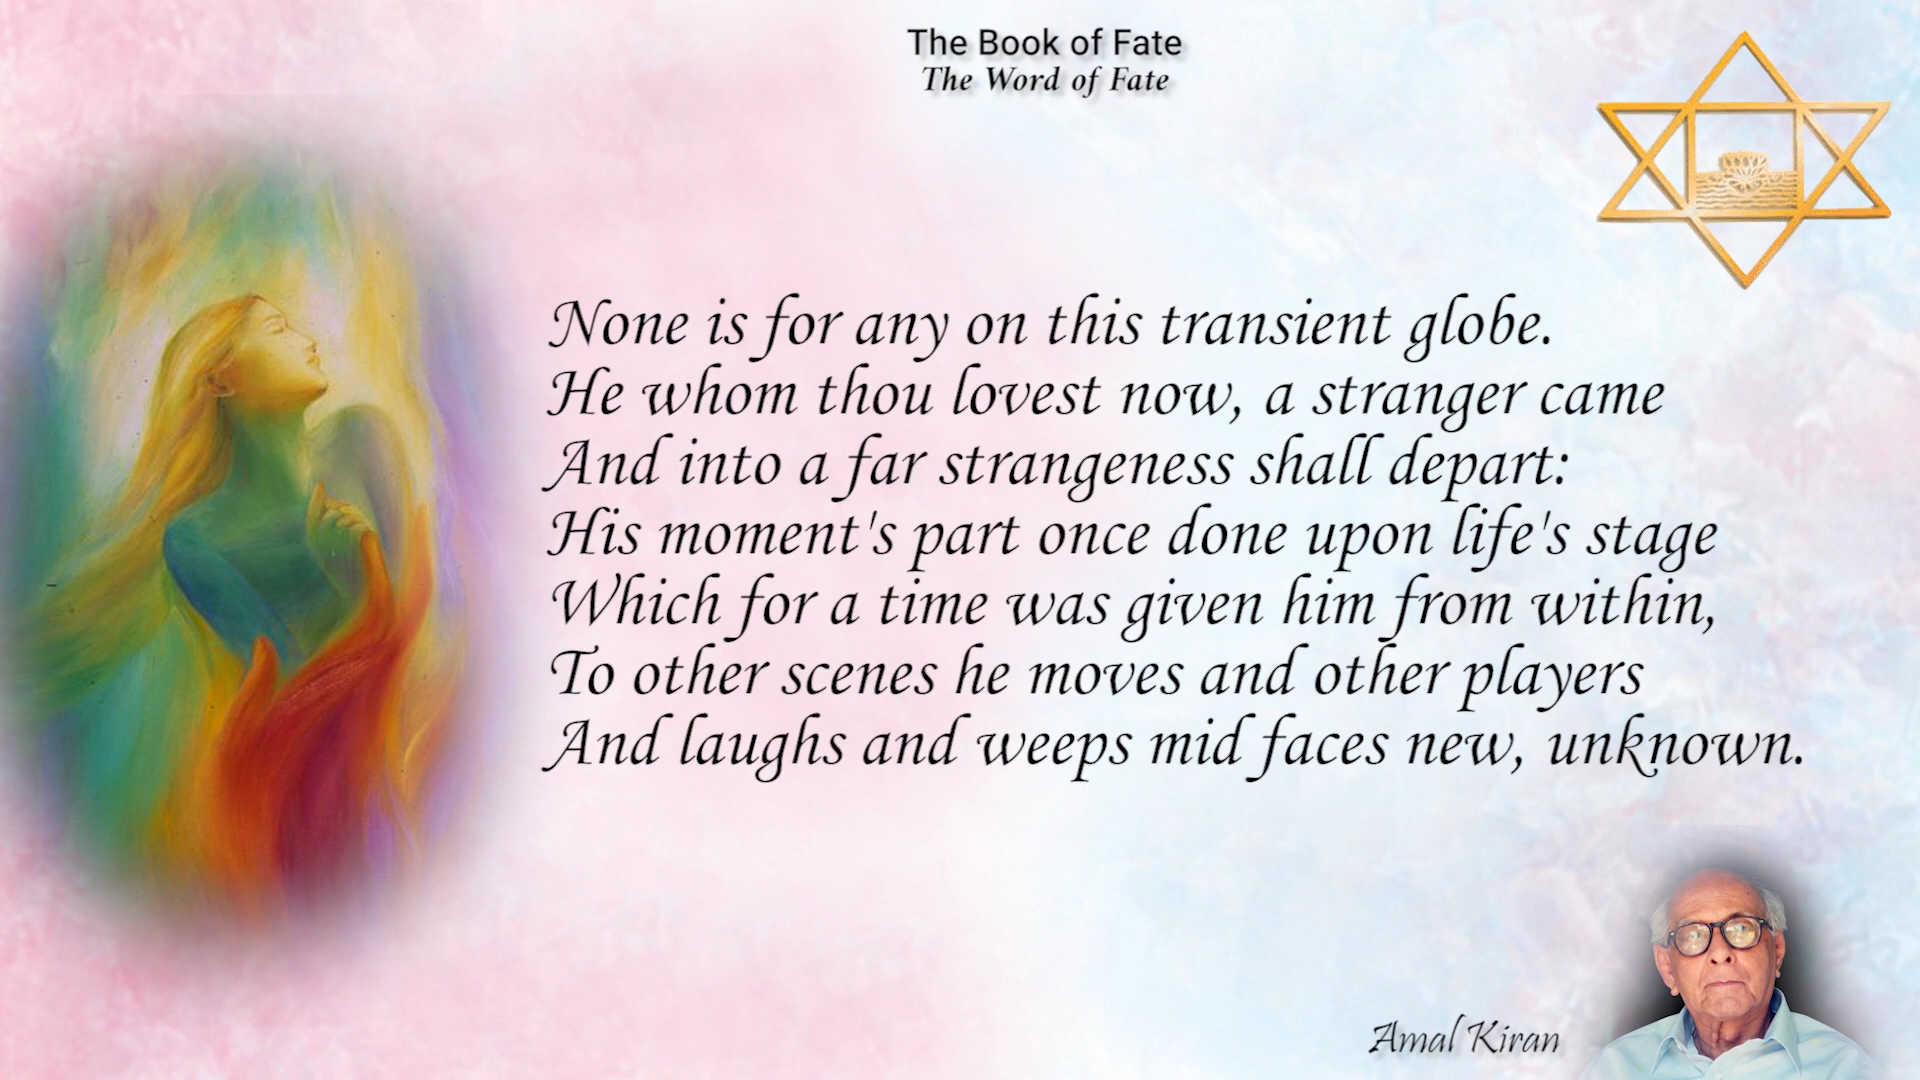 The Book of Fate
The Word of Fate
None is for any on this transient globe.
He whom thou lovest now, a stranger came
And into a far strangeness shall depart:
His moment's part once done upon life's stage
Which for a time was given him from within,
To other scenes he moves and other players
And laughs and weeps mid faces new, unknown.
Amal Kiran